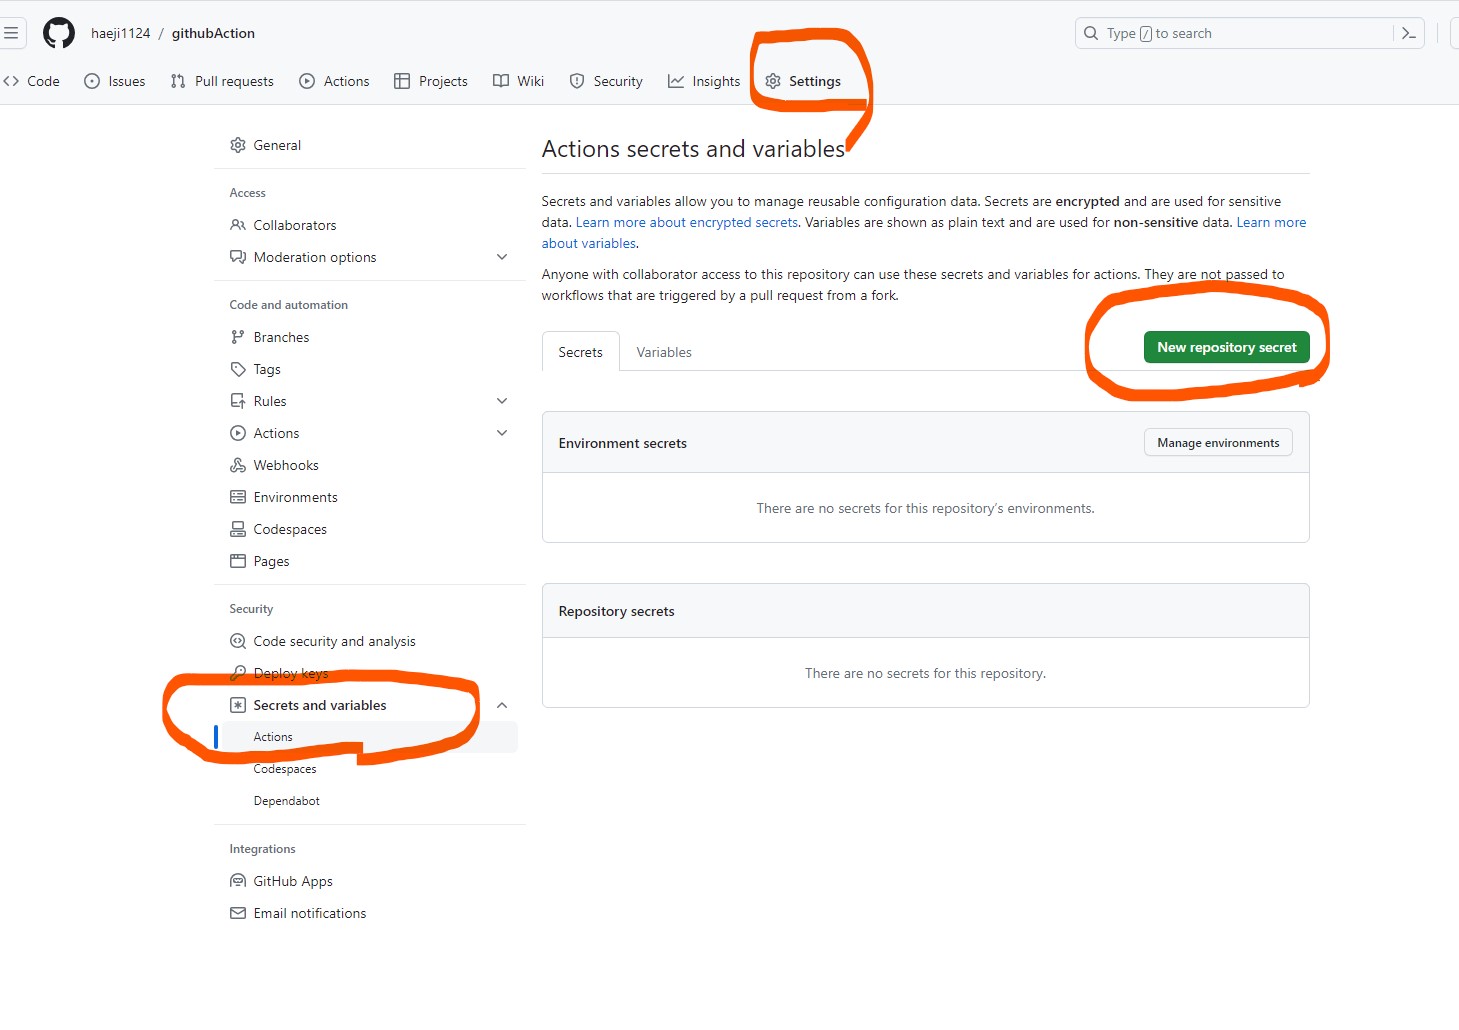 haeji1124 / githubAction
Type / to search
Code Issues Pull requests Actions Projects Wiki Security Insights Settings
General
Access
Collaborators
Moderation options
Code and automation
Branches
Tags
Rules
Actions
Webhooks
Environments
Codespaces
Pages
Security
Code security and analysis
Deploy keys
Secrets and variables
Actions
Codespaces
Dependabot
Integrations
GitHub Apps
Email notifications
Actions secrets and variables
Secrets and variables allow you to manage reusable configuration data. Secrets are encrypted and are used for sensitive
data. Learn more about encrypted secrets. Variables are shown as plain text and are used for non-sensitive data. Learn more
about variables.
Anyone with collaborator access to this repository can use these secrets and variables for actions. They are not passed to
workflows that are triggered by a pull request from a fork.
Secrets Variables New repository secret
Environment secrets Manage environments
There are no secrets for this repository's environments.
Repository secrets
There are no secrets for this repository.